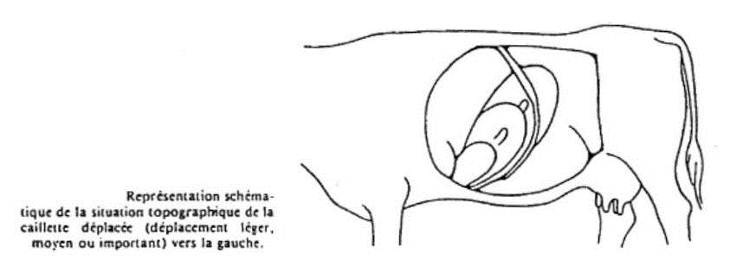 Représentation schéma-
tique de la situation topographique de la
caillette déplacée (déplacement léger,
moyen ou important) vers la gauche.